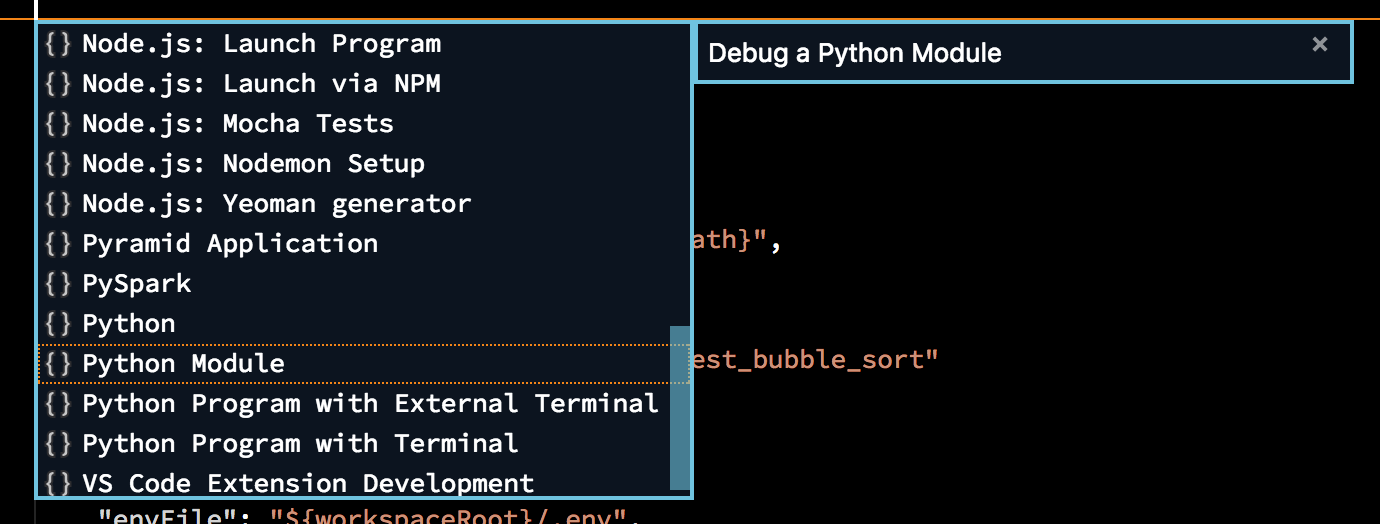 {} Node.js: Launch Program
Debug a Python Module ×
{} Node.js: Launch via NPM
{} Node.js: Mocha Tests
{} Node.js: Nodemon Setup
{} Node.js: Yeoman generator
{} Pyramid Application
ath}",
{} PySpark
{} Python
{} Python Module
est_bubble_sort"
{} Python Program with External Terminal
{} Python Program with Terminal
{} VS Code Extension Development
"envFile": "${workspaceRoot}/.env",